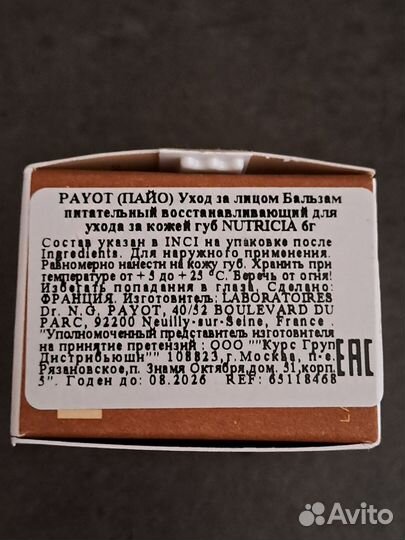 PAYOT (ПАЙО) Уход за лицом Бальзам
питательный восстанавливающий для
ухода за кожей губ NUTRICIA 6г
Состав указан в INCI на упаковке после
Ingredients. Для наружного применения.
Равномерно нанести на кожу губ. Хранить при
температуре от + 5 до + 25 °C. Беречь от огня!
Избегать попадания в глаза. Сделано:
ФРАНЦИЯ. Изготовитель: LABORATOIRES
Dr. N.G. PAYOT, 40/52 BOULEVARD DU
PARC, 92200 Neuilly-sur-Seine, France
"Уполномоченный представитель изготовителя
на принятие претензий : ООО ""Курс Груп
Дистрибьюшн"" 108823, г. Москва, п-е.
Рязановское, п. Знамя Октября, дом. 31, корп.
5". Годен до: 08.2026 REF: 65118468
EAC
Avito